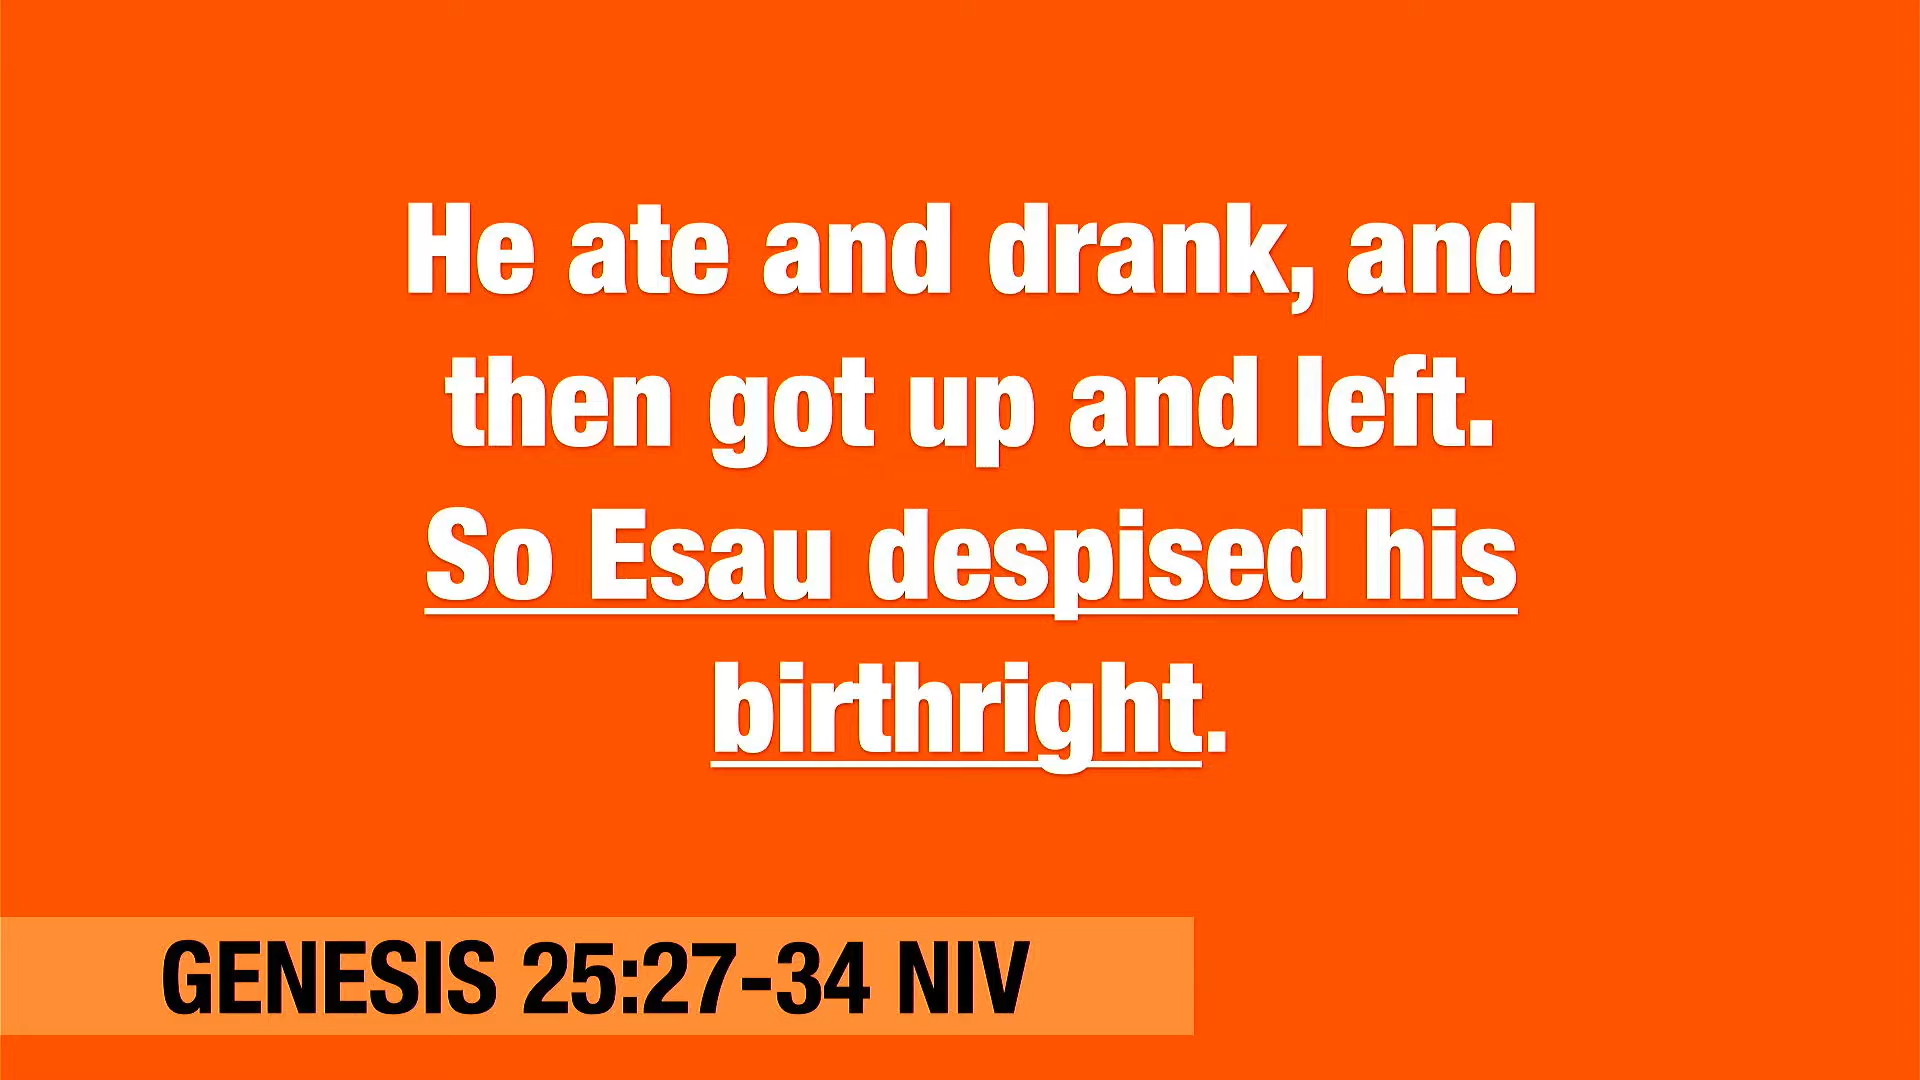 He ate and drank, and
then got up and left.
So Esau despised his
birthright.
GENESIS 25:27-34 NIV